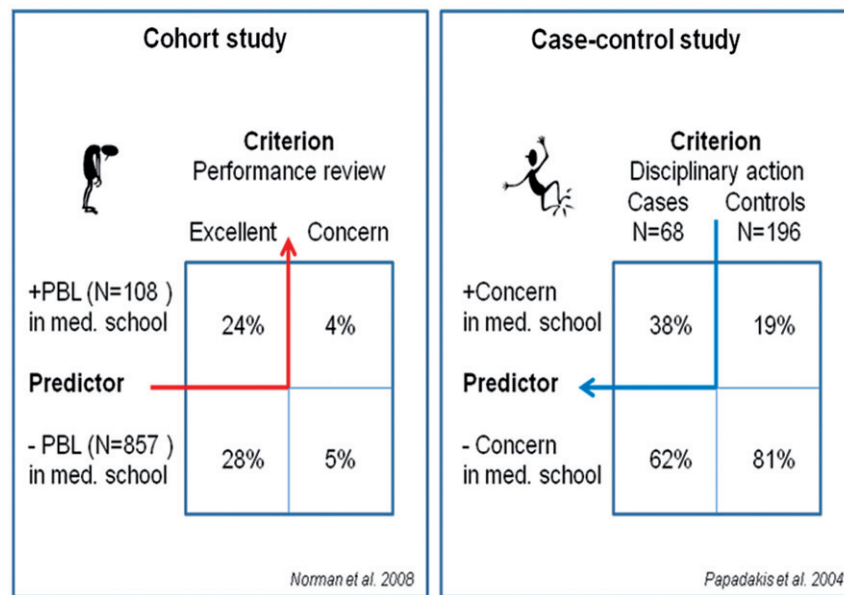 Cohort study
Criterion
Performance review
Excellent Concern
+PBL (N=108 )
in med. school
24% 4%
Predictor
- PBL (N=857 )
in med. school
28% 5%
Norman et al. 2008
Case-control study
Criterion
Disciplinary action
Cases Controls
N=68 N=196
+Concern
in med. school
38% 19%
Predictor
- Concern
in med. school
62% 81%
Papadakis et al. 2004